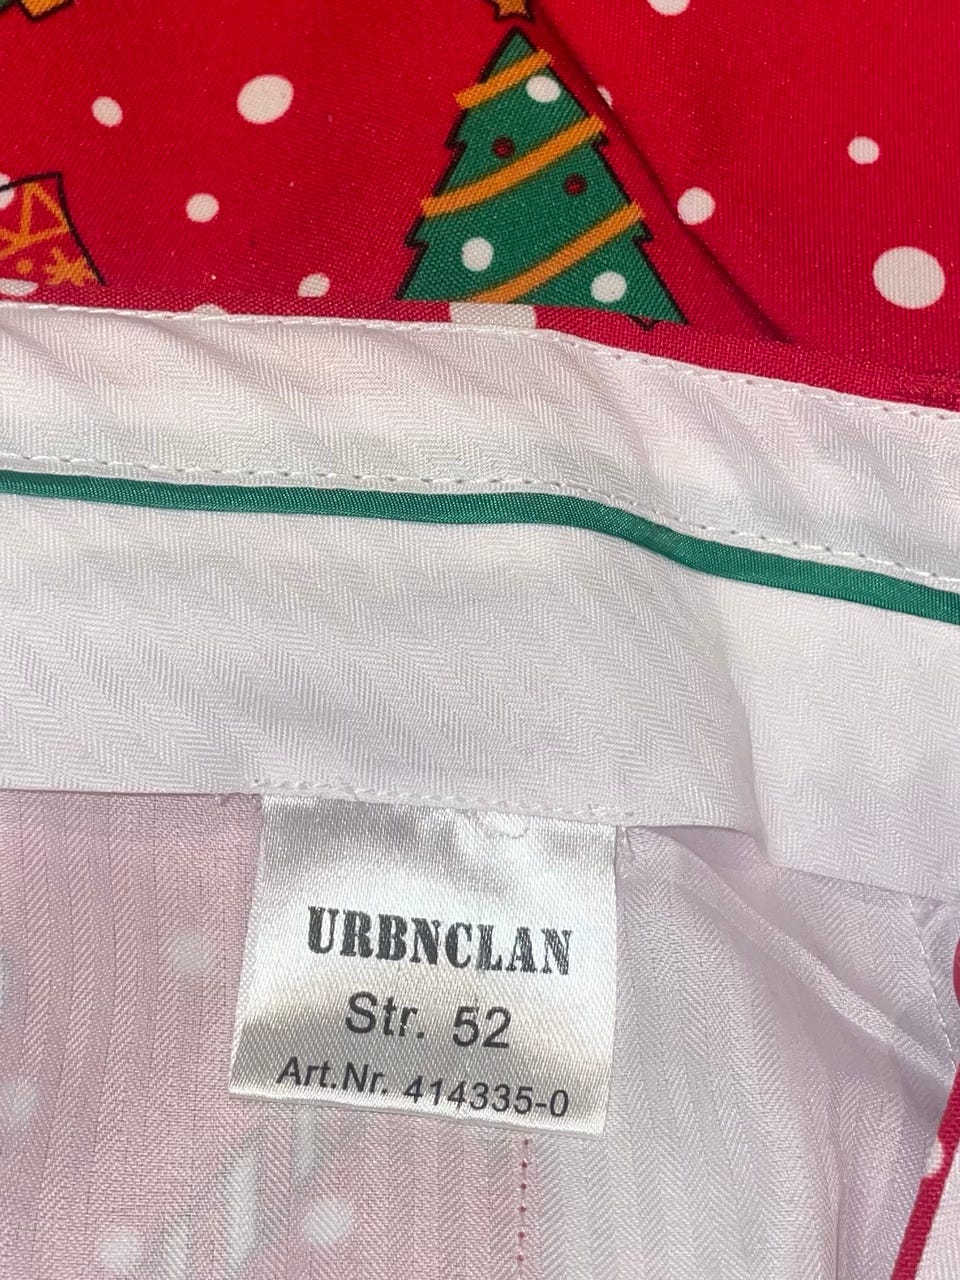 URBNCLAN
Str. 52
Art.Nr. 414335-0